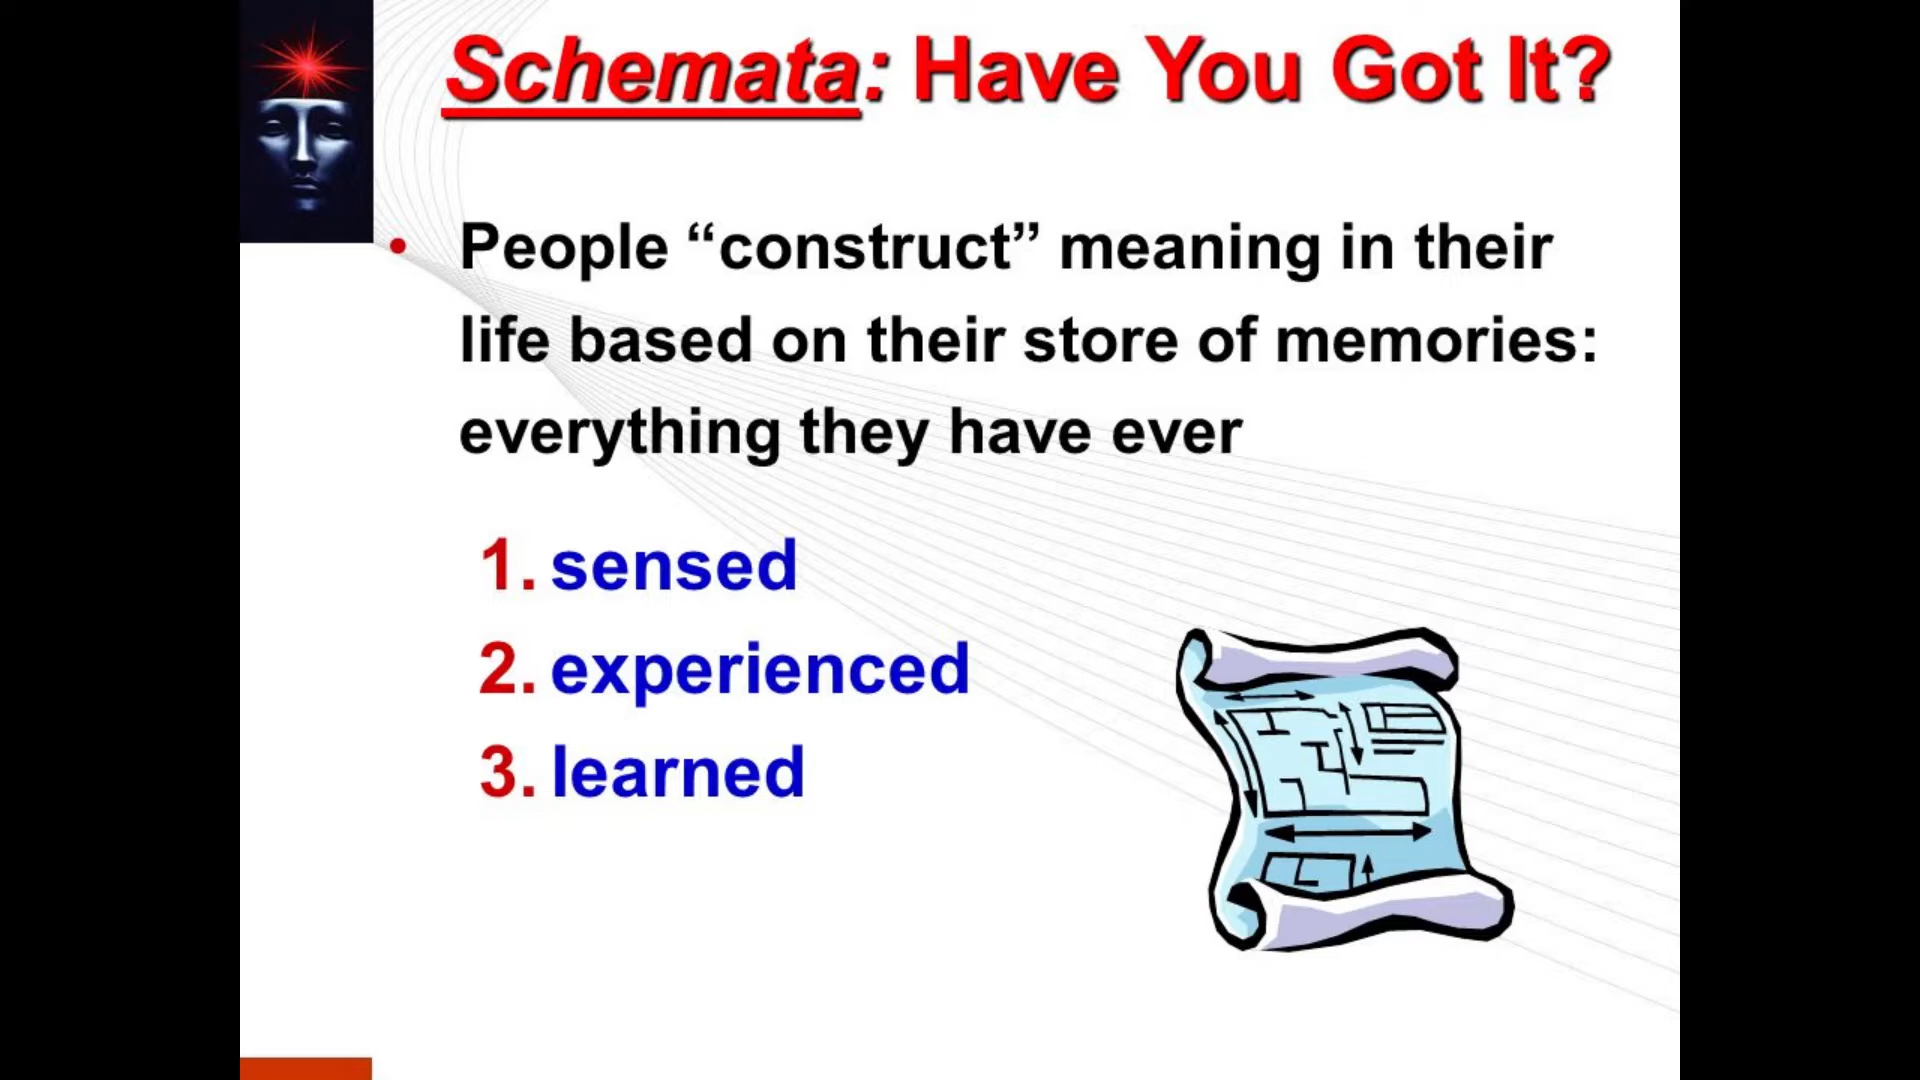 Schemata: Have You Got It?
• People “construct” meaning in their
life based on their store of memories:
everything they have ever
1. sensed
2. experienced
3. learned